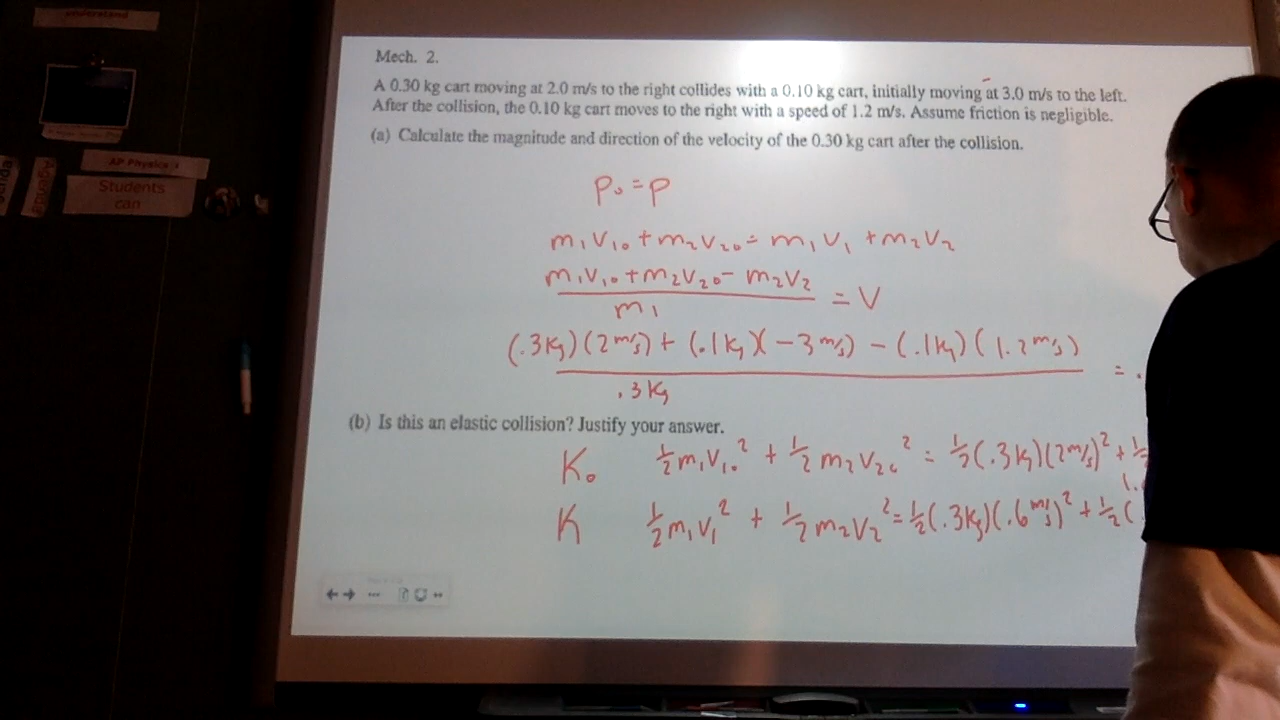 understand
AP Physics 1
Students
can
Agenda
Mech. 2.
A 0.30 kg cart moving at 2.0 m/s to the right collides with a 0.10 kg cart, initially moving at 3.0 m/s to the left.
After the collision, the 0.10 kg cart moves to the right with a speed of 1.2 m/s. Assume friction is negligible.
(a) Calculate the magnitude and direction of the velocity of the 0.30 kg cart after the collision.
P₀ = P
m₁V₁₀ + m₂V₂₀ = m₁V₁ + m₂V₂
m₁V₁₀ + m₂V₂₀ - m₂V₂
m₁
= V
(.3kg)(2m/s) + (.1kg)(-3m/s) - (.1kg)(1.2m/s)
.3kg
= .
(b) Is this an elastic collision? Justify your answer.
K₀ ½m₁V₁₀² + ½m₂V₂₀² = ½(.3kg)(2m/s)² + ½
K ½m₁V₁² + ½m₂V₂² = ½(.3kg)(.6m/s)² + ½(